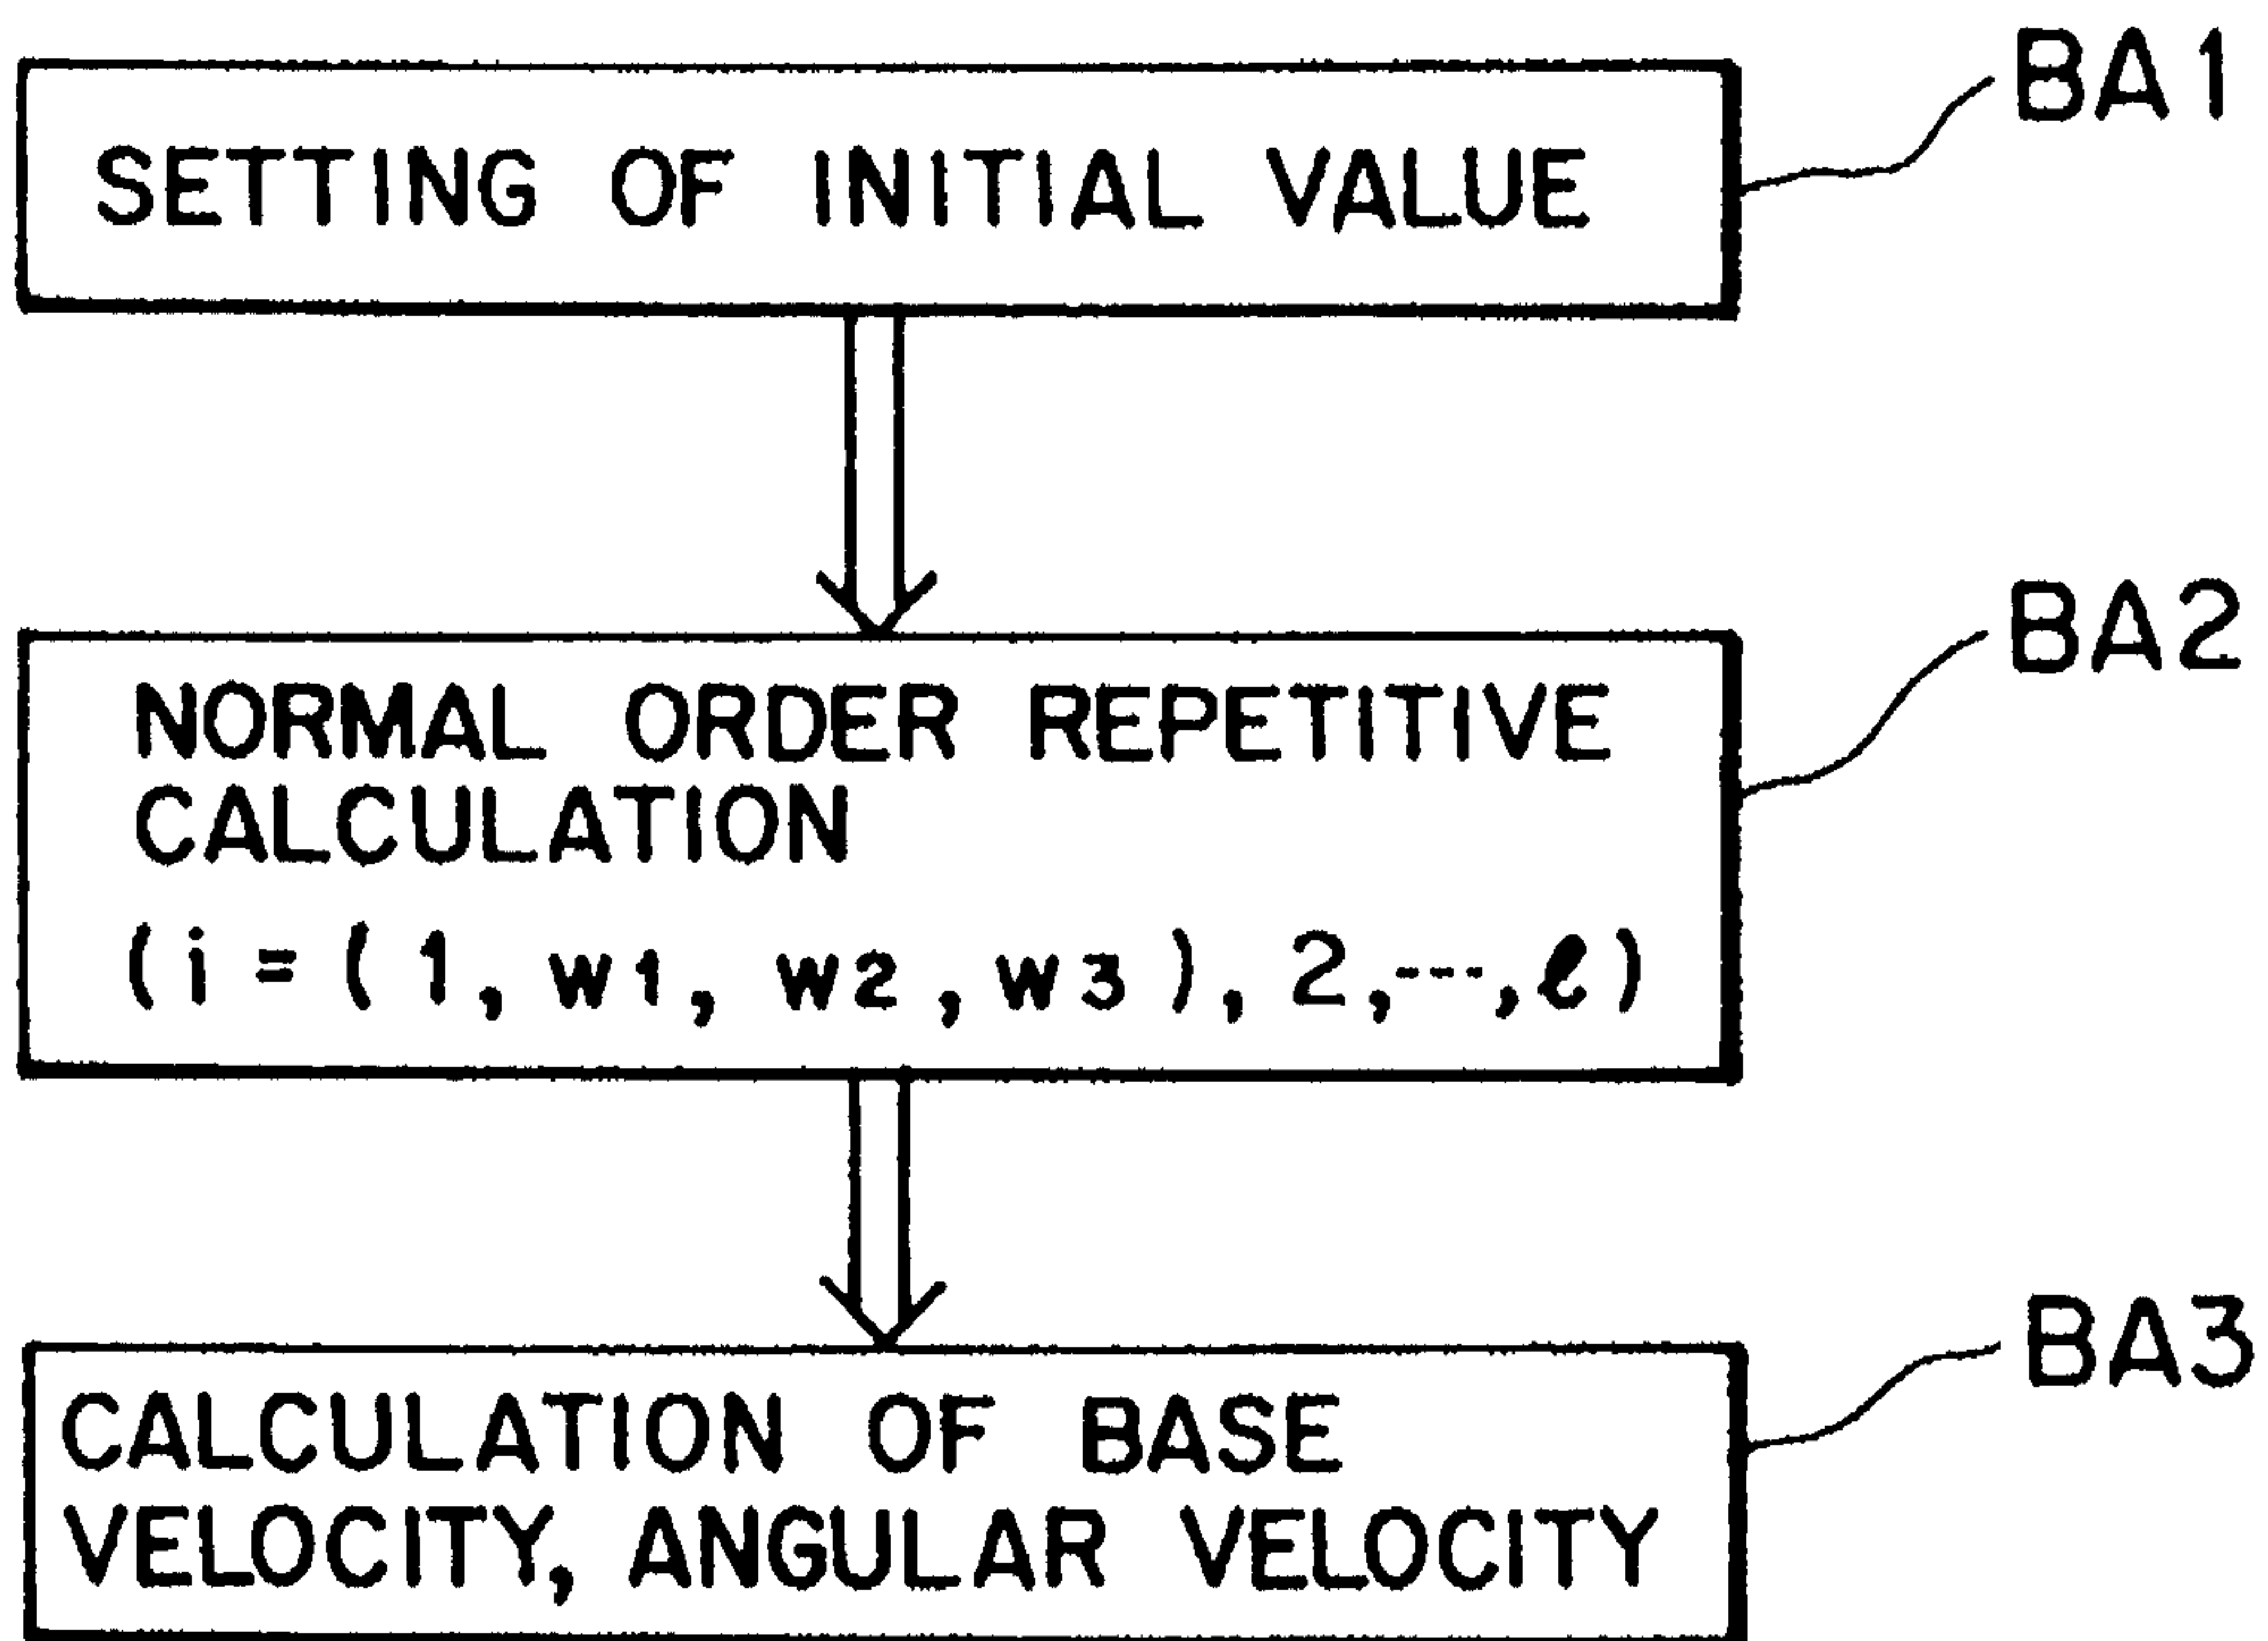 BA1
SETTING OF INITIAL VALUE
BA2
NORMAL ORDER REPETITIVE
CALCULATION
(i=(1, w1, w2, w3), 2,---,ℓ)
BA3
CALCULATION OF BASE
VELOCITY, ANGULAR VELOCITY